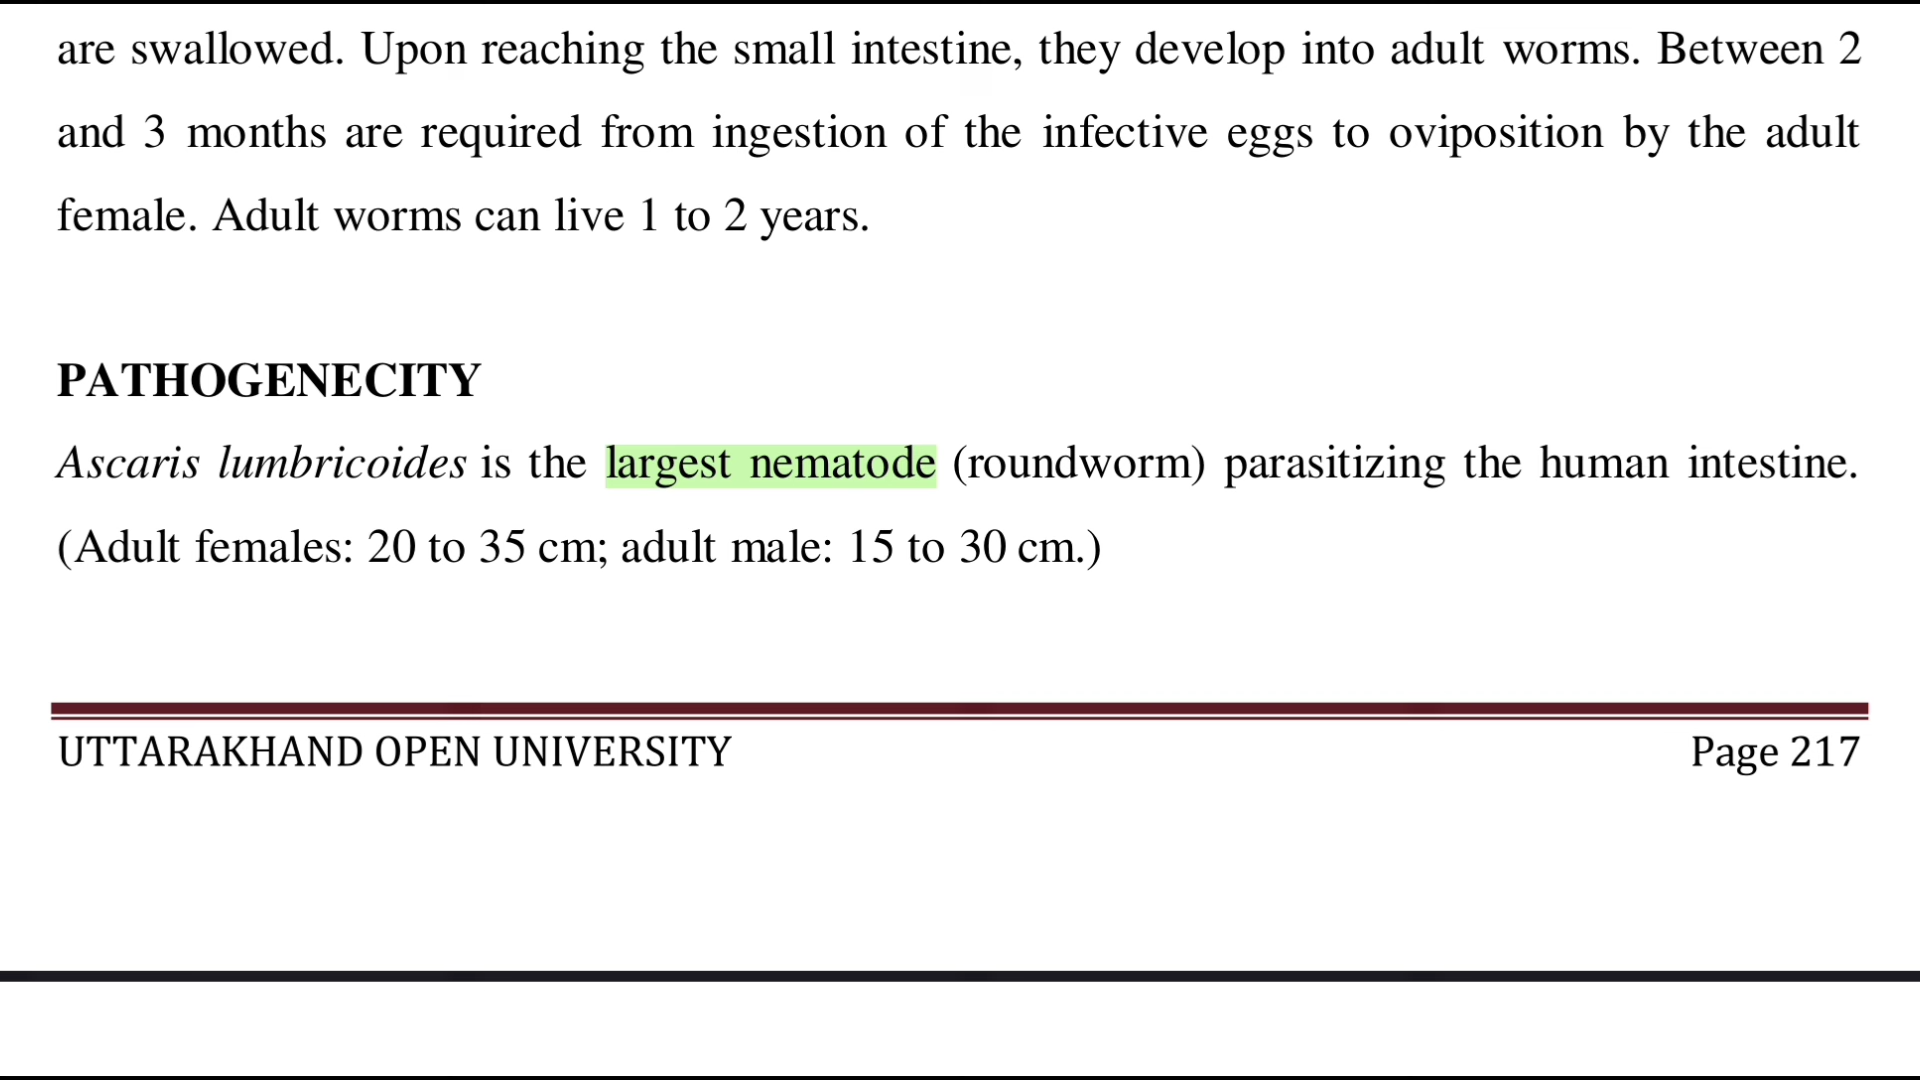 are swallowed. Upon reaching the small intestine, they develop into adult worms. Between 2
and 3 months are required from ingestion of the infective eggs to oviposition by the adult
female. Adult worms can live 1 to 2 years.
PATHOGENECITY
Ascaris lumbricoides is the largest nematode (roundworm) parasitizing the human intestine.
(Adult females: 20 to 35 cm; adult male: 15 to 30 cm.)
UTTARAKHAND OPEN UNIVERSITY Page 217